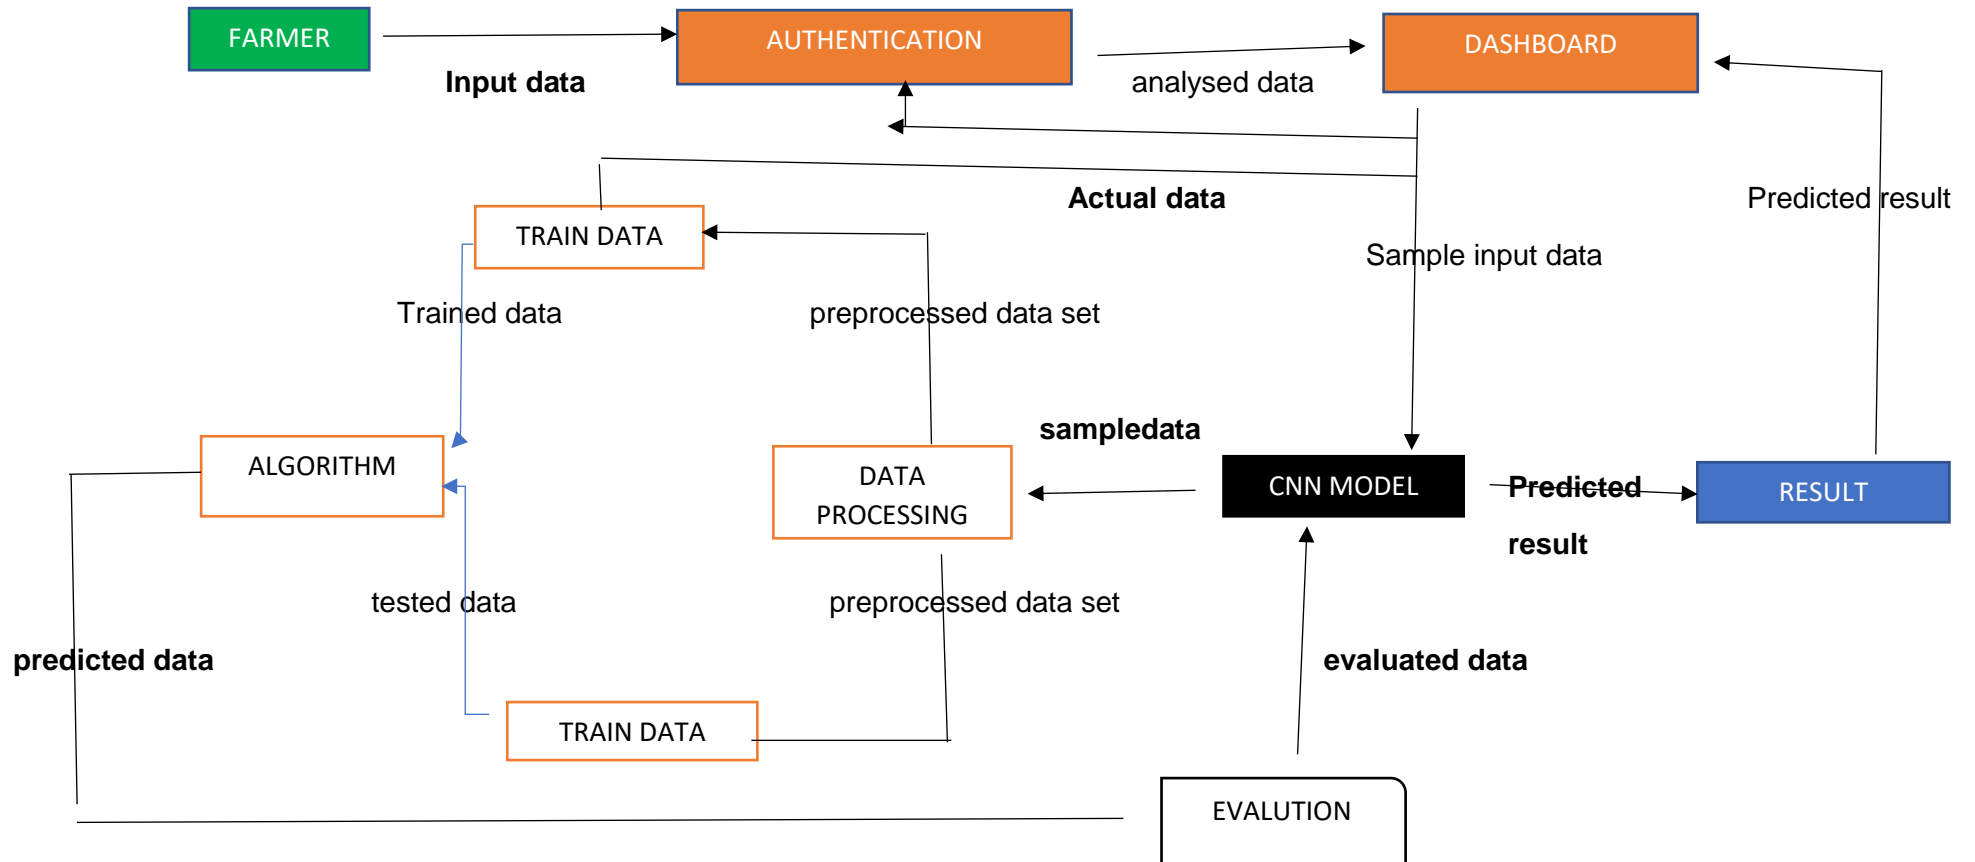 FARMER
AUTHENTICATION
DASHBOARD
Input data
analysed data
Actual data
Predicted result
TRAIN DATA
Sample input data
Trained data
preprocessed data set
sampledata
ALGORITHM
DATA
PROCESSING
CNN MODEL
Predicted
result
RESULT
tested data
preprocessed data set
predicted data
evaluated data
TRAIN DATA
EVALUTION